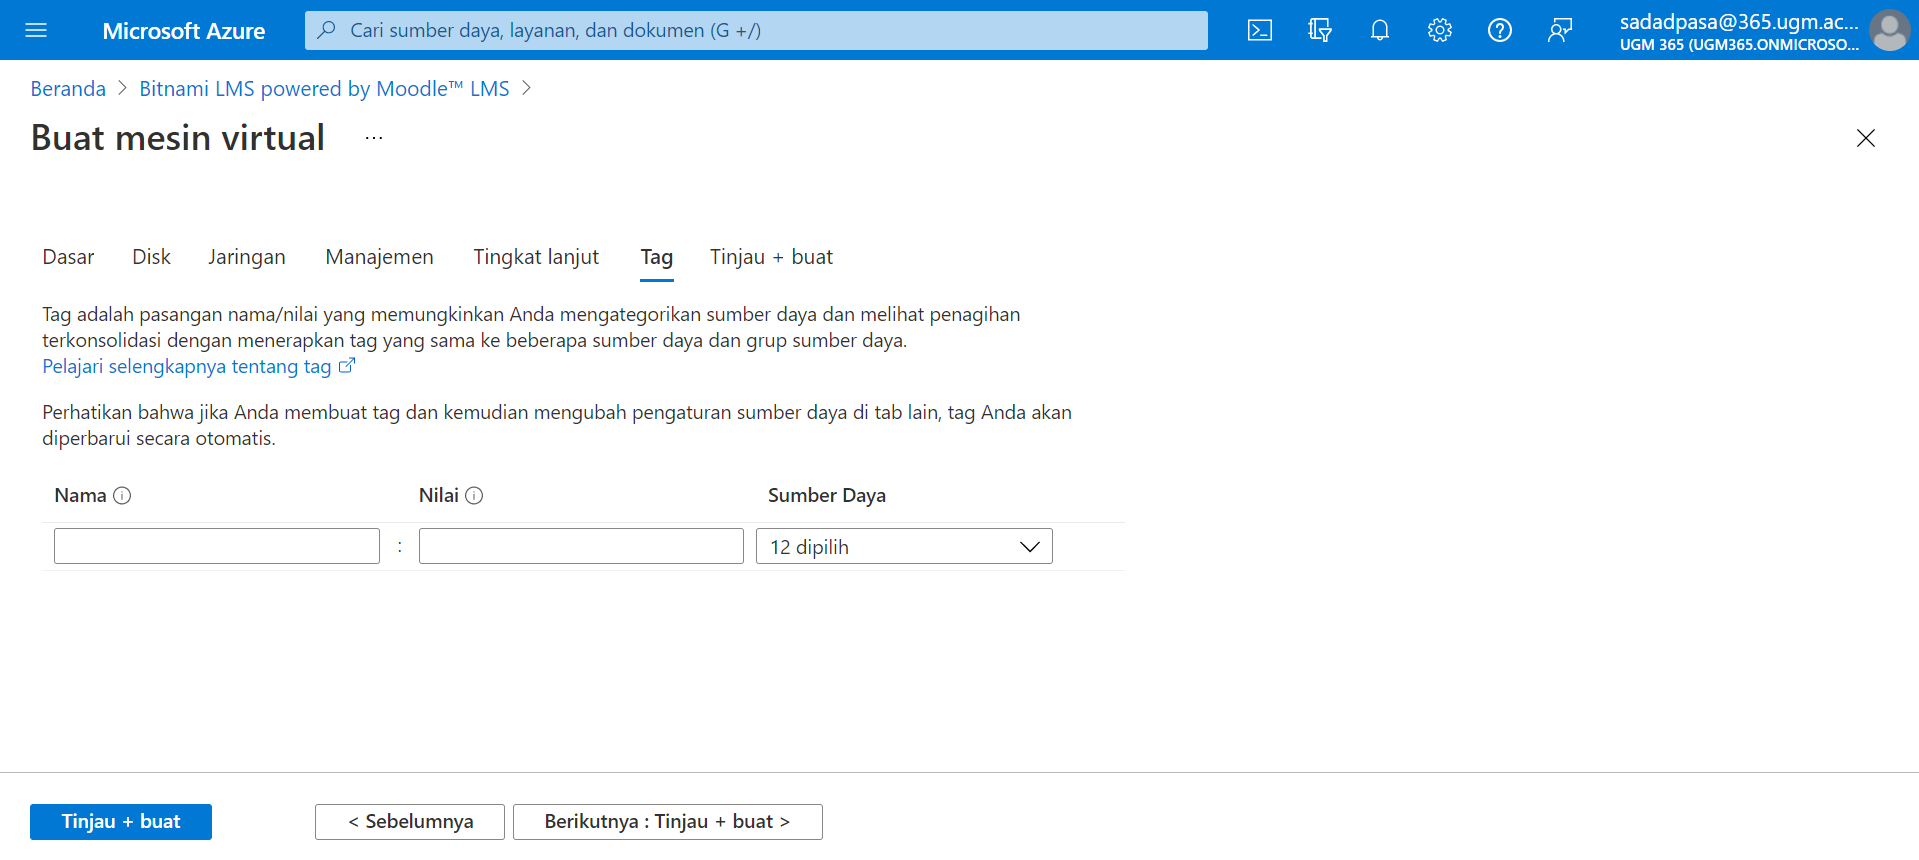 Microsoft Azure
Cari sumber daya, layanan, dan dokumen (G +/)
sadadpasa@365.ugm.ac...
UGM 365 (UGM365.ONMICROSO...
Beranda > Bitnami LMS powered by Moodle™ LMS >
Buat mesin virtual ...
Dasar Disk Jaringan Manajemen Tingkat lanjut Tag Tinjau + buat
Tag adalah pasangan nama/nilai yang memungkinkan Anda mengategorikan sumber daya dan melihat penagihan
terkonsolidasi dengan menerapkan tag yang sama ke beberapa sumber daya dan grup sumber daya.
Pelajari selengkapnya tentang tag
Perhatikan bahwa jika Anda membuat tag dan kemudian mengubah pengaturan sumber daya di tab lain, tag Anda akan
diperbarui secara otomatis.
Nama Nilai Sumber Daya
: 12 dipilih
Tinjau + buat < Sebelumnya Berikutnya : Tinjau + buat >